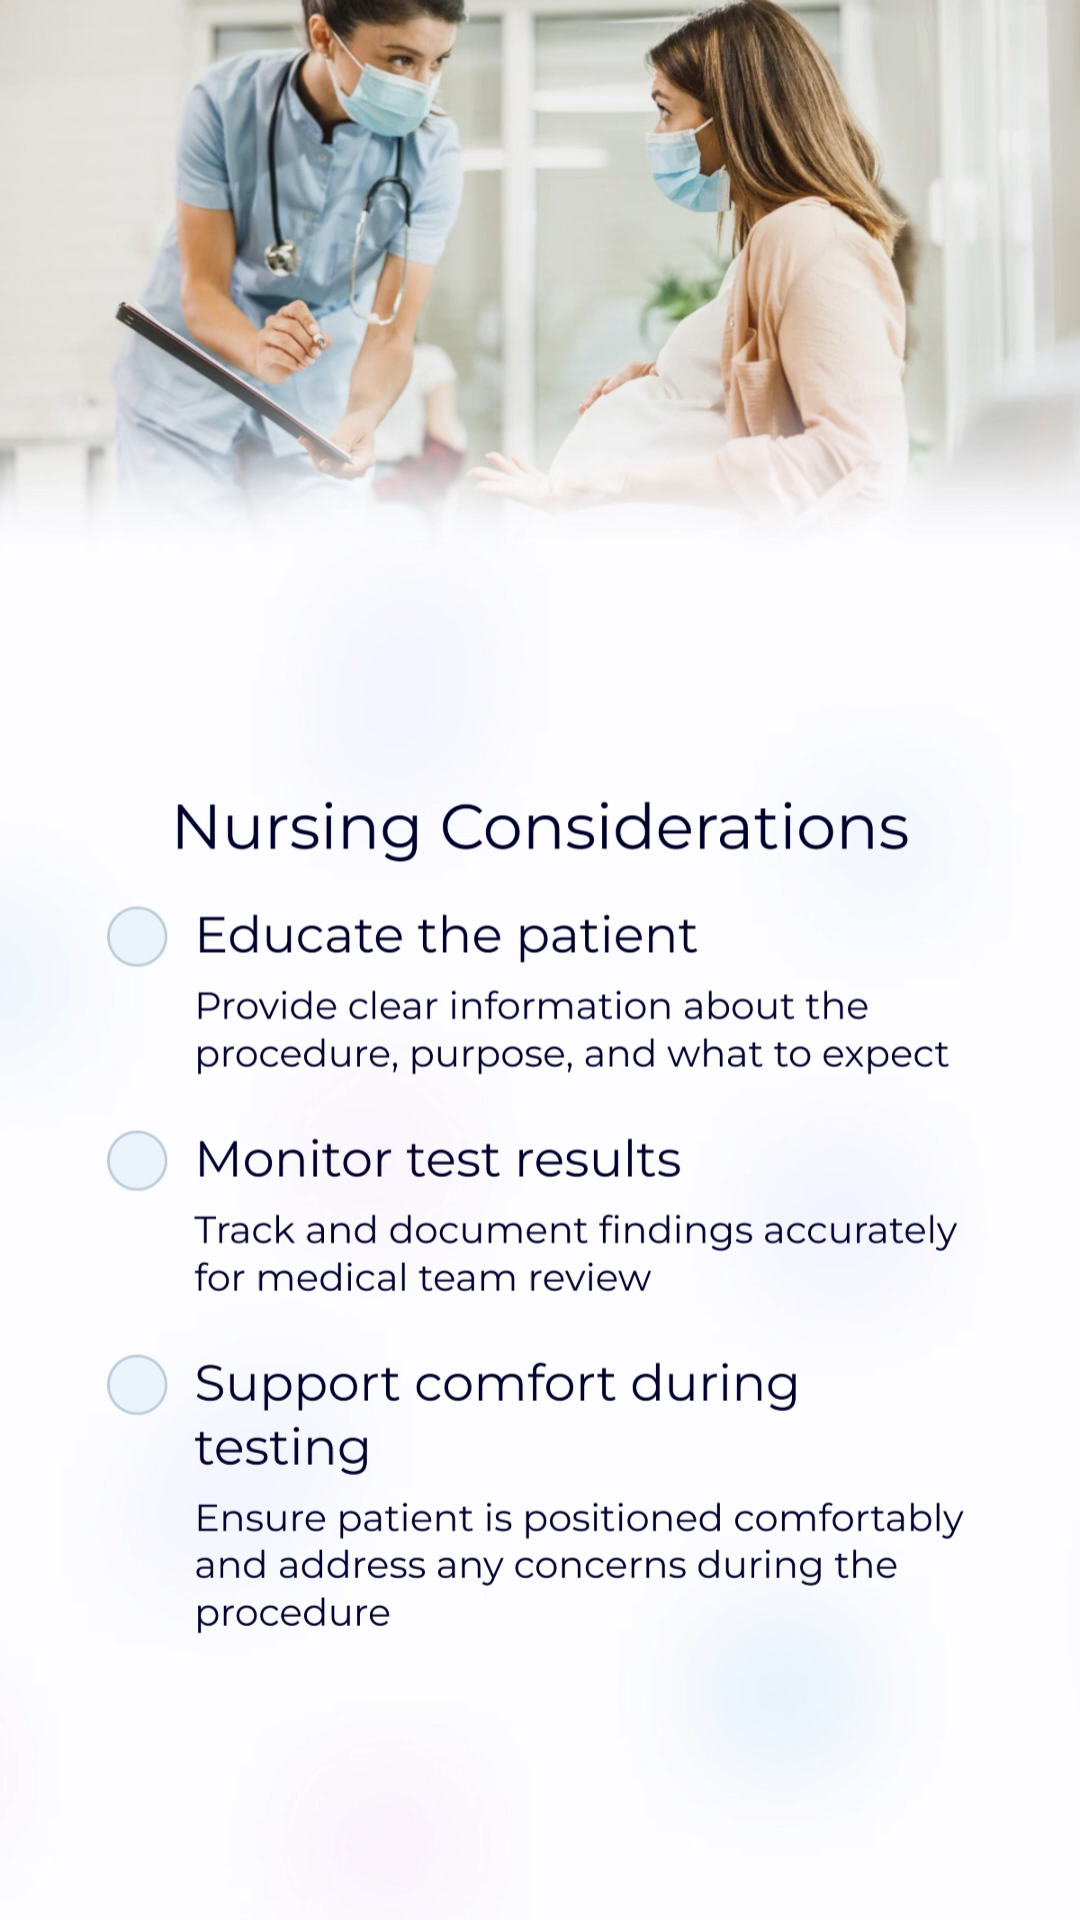 Nursing Considerations
Educate the patient
Provide clear information about the
procedure, purpose, and what to expect
Monitor test results
Track and document findings accurately
for medical team review
Support comfort during
testing
Ensure patient is positioned comfortably
and address any concerns during the
procedure